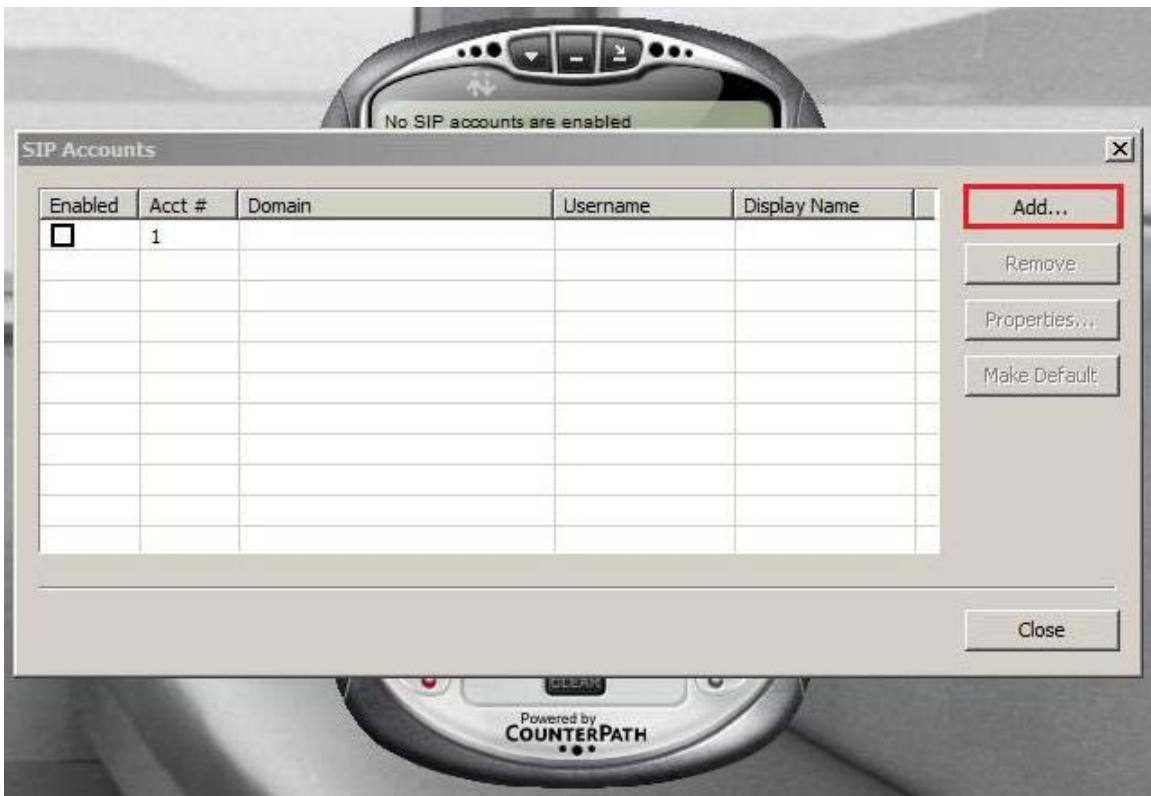 No SIP accounts are enabled
SIP Accounts
Enabled Acct # Domain Username Display Name
1
Add...
Remove
Properties...
Make Default
Close
CLEAR
Powered by
COUNTERPATH